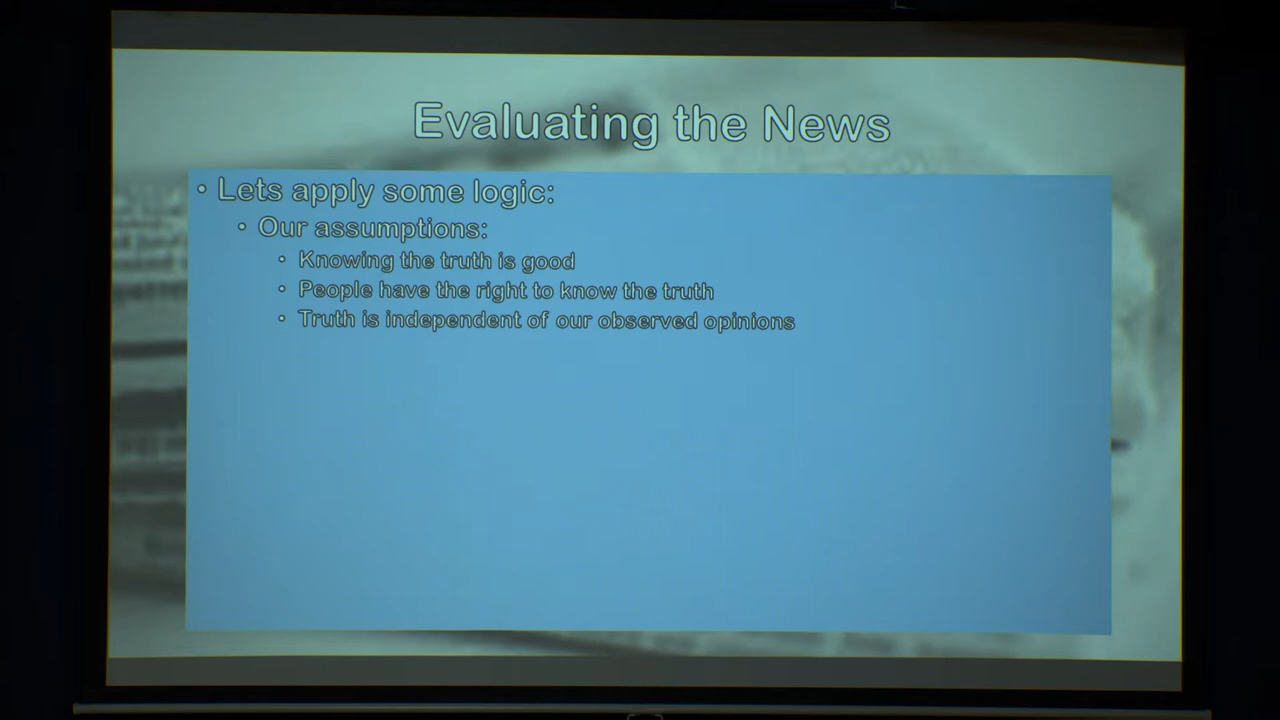 Evaluating the News
• Lets apply some logic:
• Our assumptions:
• Knowing the truth is good
• People have the right to know the truth
• Truth is independent of our observed opinions